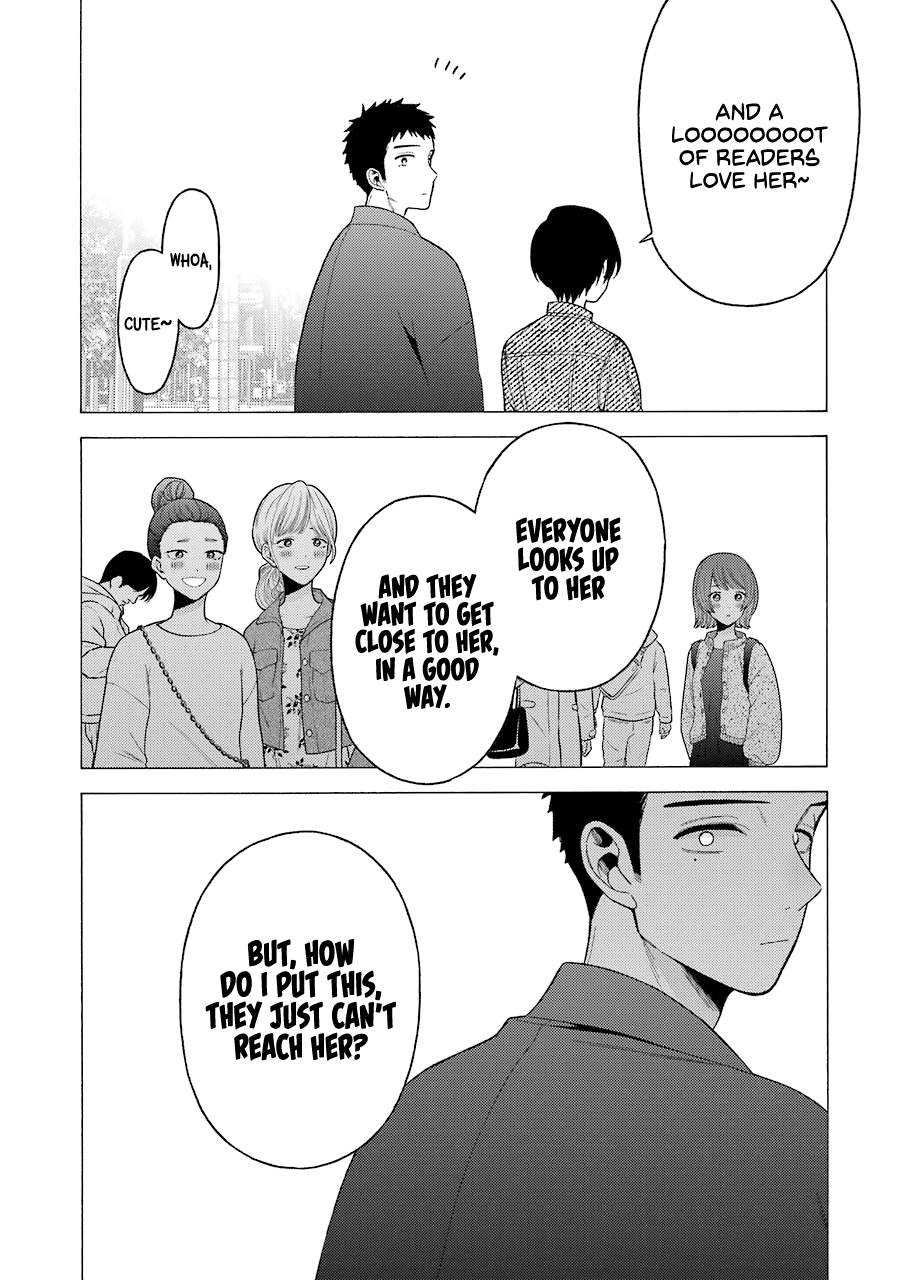 AND A
LOOOOOOOOT
OF READERS
LOVE HER~
WHOA,
CUTE~
EVERYONE
LOOKS UP
TO HER
AND THEY
WANT TO GET
CLOSE TO HER,
IN A GOOD
WAY.
BUT, HOW
DO I PUT THIS,
THEY JUST CAN'T
REACH HER?